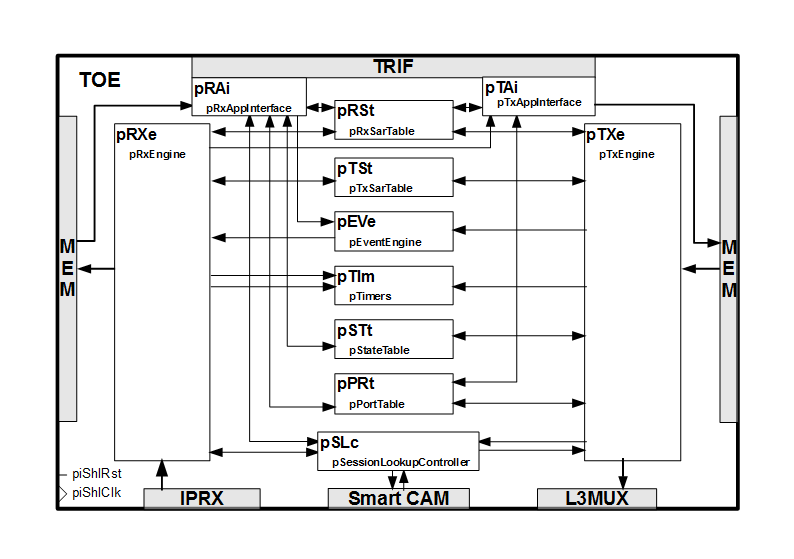 TRIF
TOE
pRAi
pRxAppInterface
pTAi
pTxAppInterface
pRSt
pRxSarTable
pRXe
pRxEngine
pTXe
pTxEngine
pTSt
pTxSarTable
pEVe
pEventEngine
MEM
MEM
pTIm
pTimers
pSTt
pStateTable
pPRt
pPortTable
pSLc
pSessionLookupController
piShlRst
piShlClk
IPRX
Smart CAM
L3MUX